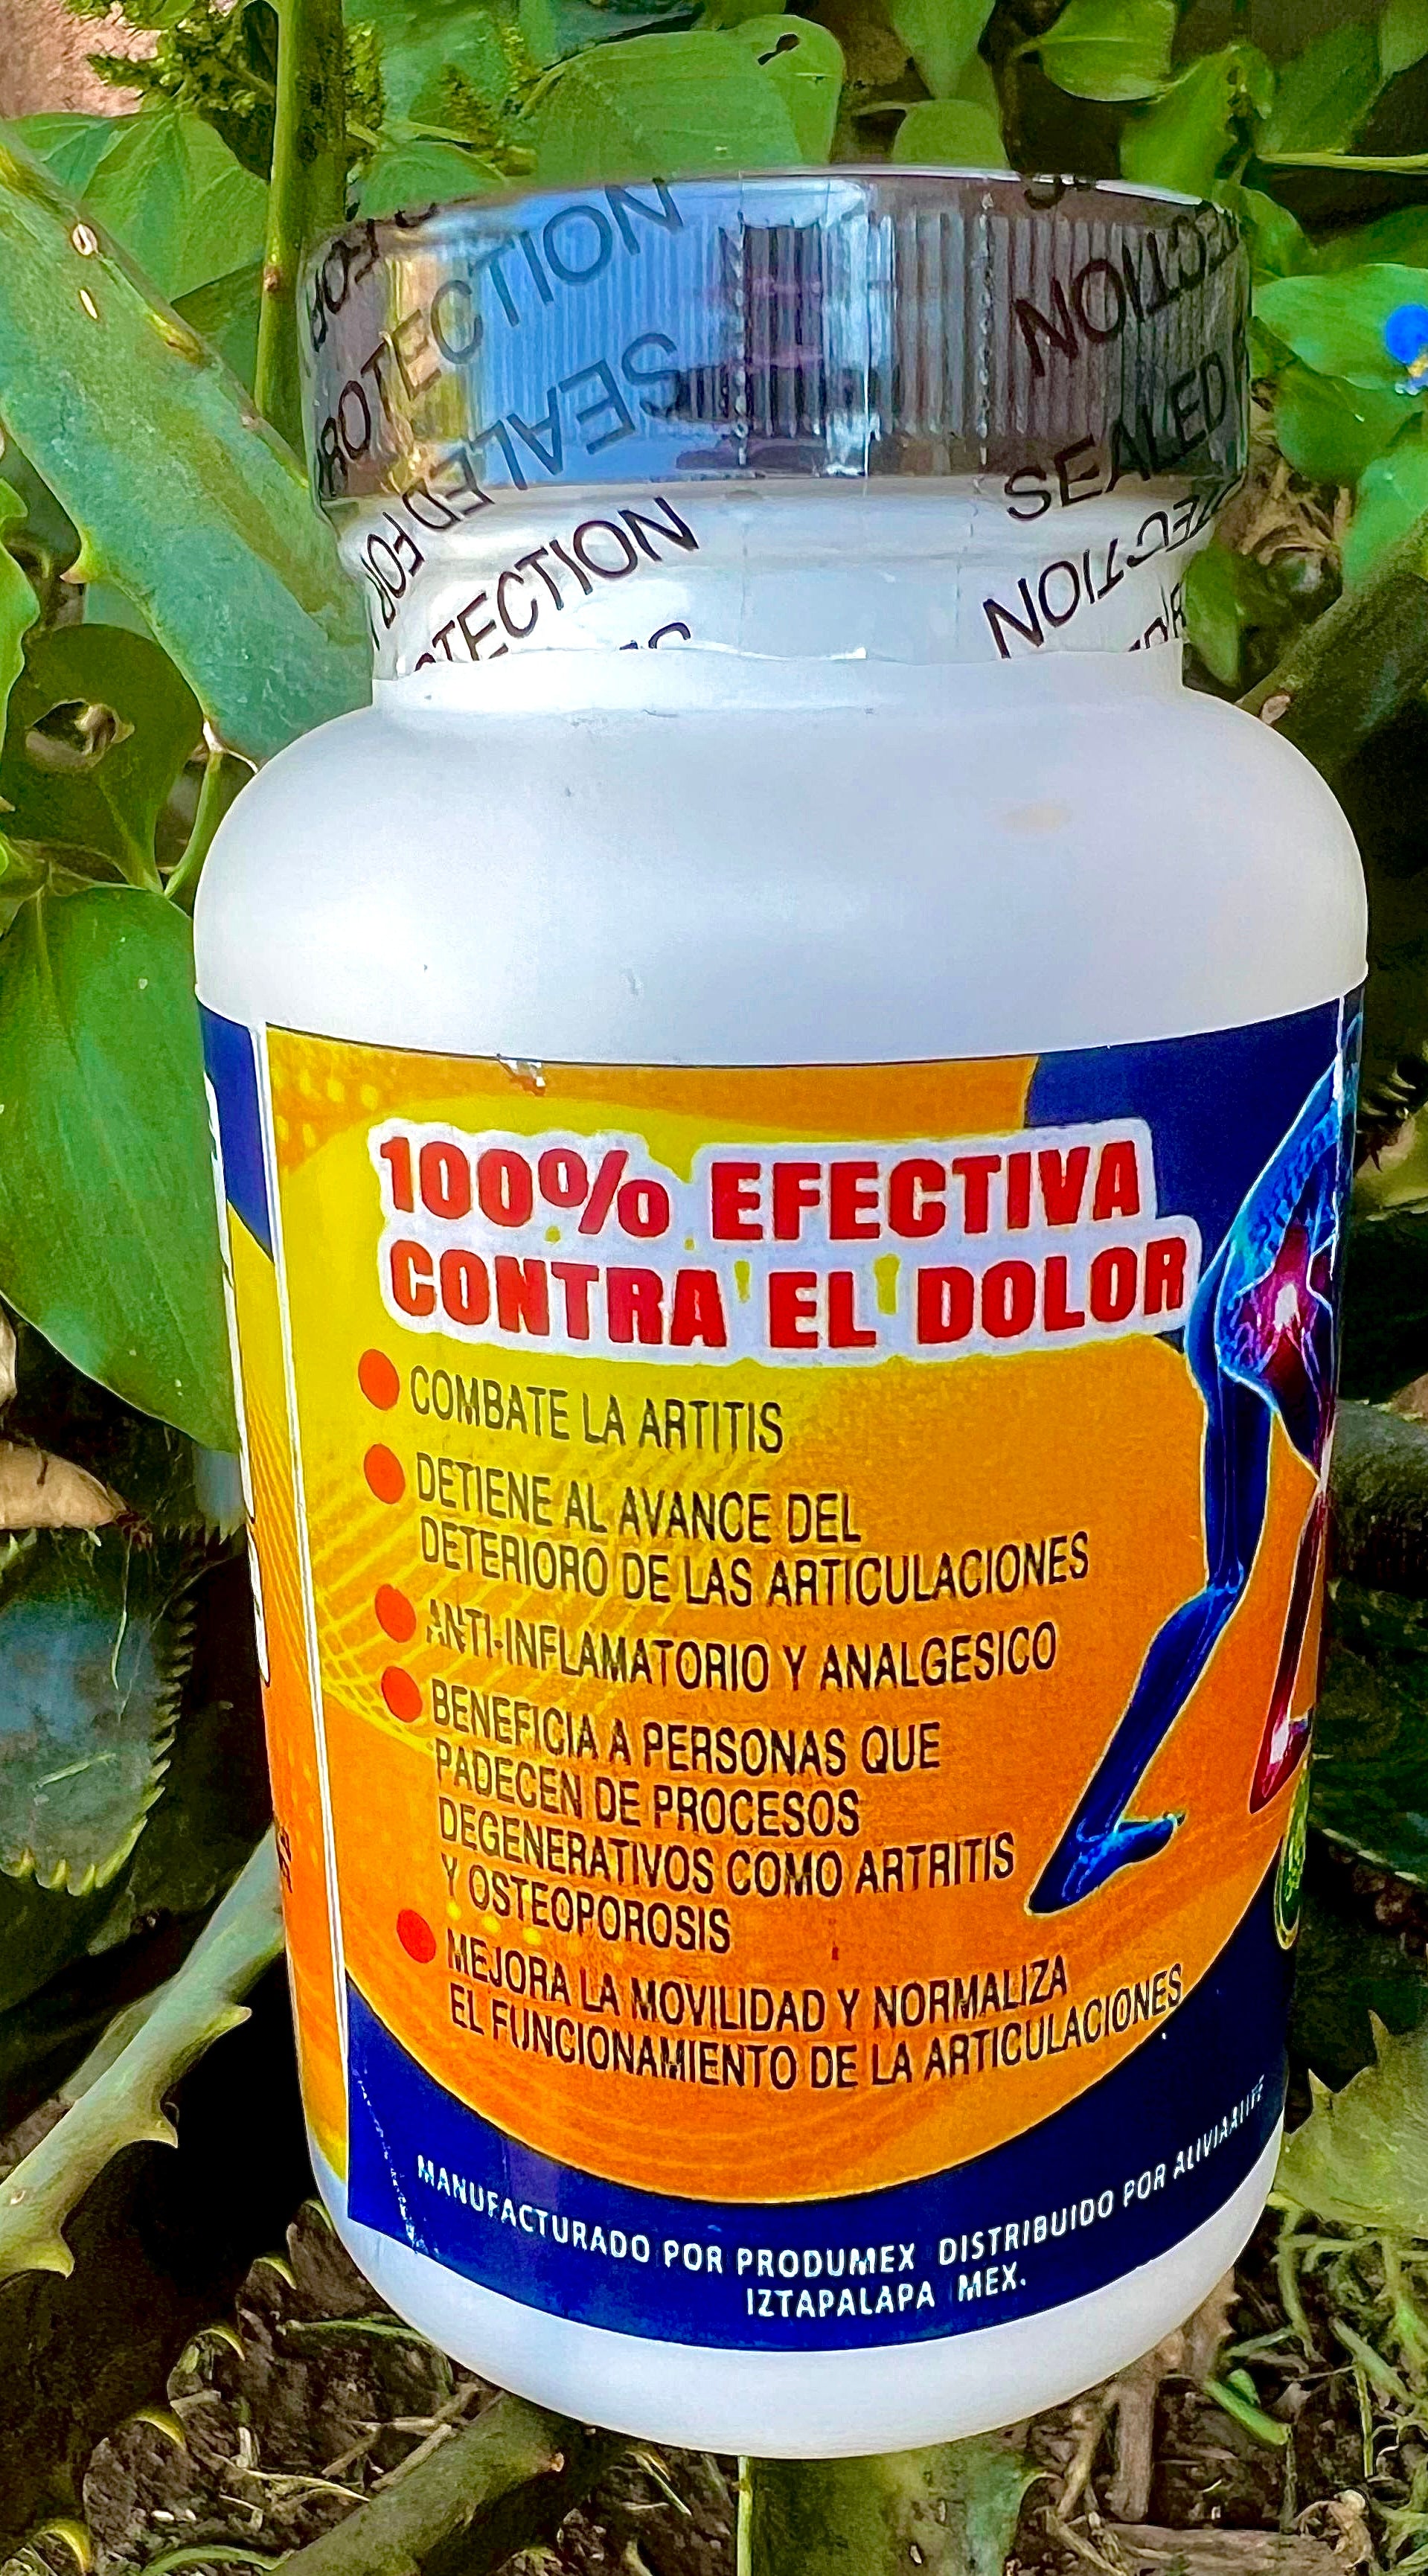 PROTECTION
SEALED
SEALED FOR
PROTECTION
SEALED
PROTECTION
100% EFECTIVA
CONTRA EL DOLOR
COMBATE LA ARTITIS
DETIENE AL AVANCE DEL
DETERIORO DE LAS ARTICULACIONES
ANTI-INFLAMATORIO Y ANALGESICO
BENEFICIA A PERSONAS QUE
PADECEN DE PROCESOS
DEGENERATIVOS COMO ARTRITIS
Y OSTEOPOROSIS
MEJORA LA MOVILIDAD Y NORMALIZA
EL FUNCIONAMIENTO DE LA ARTICULACIONES
MANUFACTURADO POR PRODUMEX DISTRIBUIDO POR
IZTAPALAPA MEX.